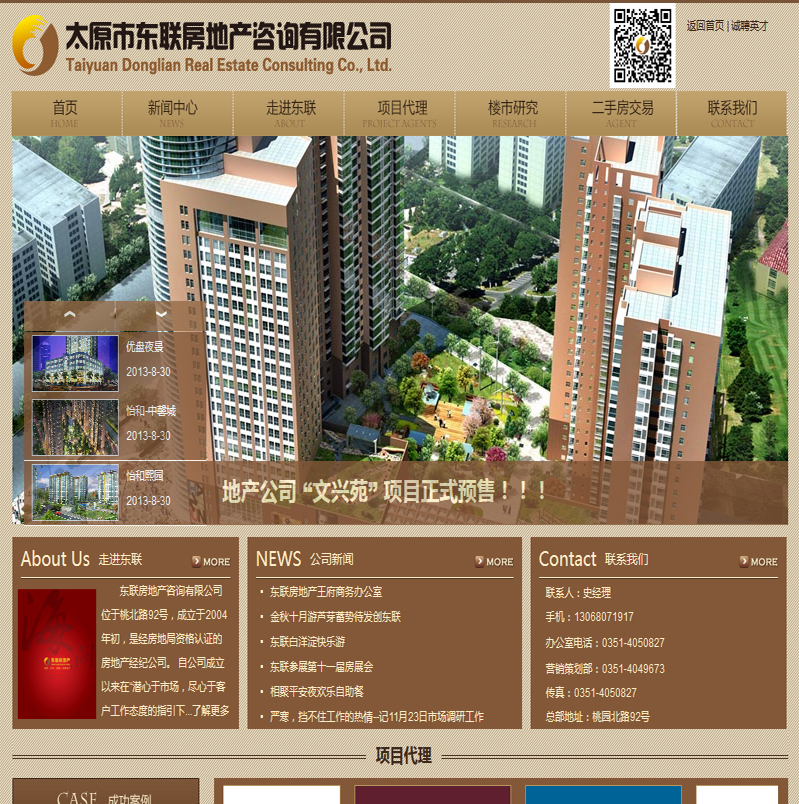 太原市东联房地产咨询有限公司
Taiyuan Donglian Real Estate Consulting Co., Ltd.
返回首页 | 诚聘英才
首页 新闻中心 走进东联 项目代理 楼市研究 二手房交易 联系我们
HOME NEWS ABOUT PROJECT AGENTS RESEARCH AGENT CONTACT
优盘夜景
2013-8-30
怡和·中馨城
2013-8-30
怡和熙园
2013-8-30
地产公司 “文兴苑” 项目正式预售！！！
About Us 走进东联 MORE
东联房地产咨询有限公司
位于桃北路92号，成立于2004
年初，是经房地局资格认证的
房地产经纪公司。 自公司成立
以来在“潜心于市场，尽心于客
户工作态度的指引下...了解更多
NEWS 公司新闻 MORE
东联房地产王府商务办公室
金秋十月游芦芽蓄势待发创东联
东联白洋淀快乐游
东联参展第十一届房展会
相聚平安夜欢乐自助餐
严寒，挡不住工作的热情--记11月23日市场调研工作
Contact 联系我们 MORE
联系人：史经理
手机：13068071917
办公室电话：0351-4050827
营销策划部：0351-4049673
传真：0351-4050827
总部地址：桃园北路92号
项目代理
CASE 成功案例